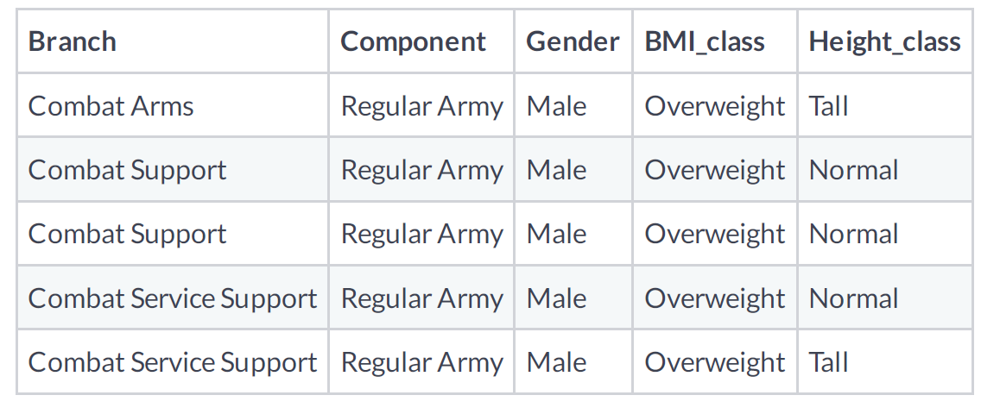 Branch Component Gender BMI_class Height_class
Combat Arms Regular Army Male Overweight Tall
Combat Support Regular Army Male Overweight Normal
Combat Support Regular Army Male Overweight Normal
Combat Service Support Regular Army Male Overweight Normal
Combat Service Support Regular Army Male Overweight Tall